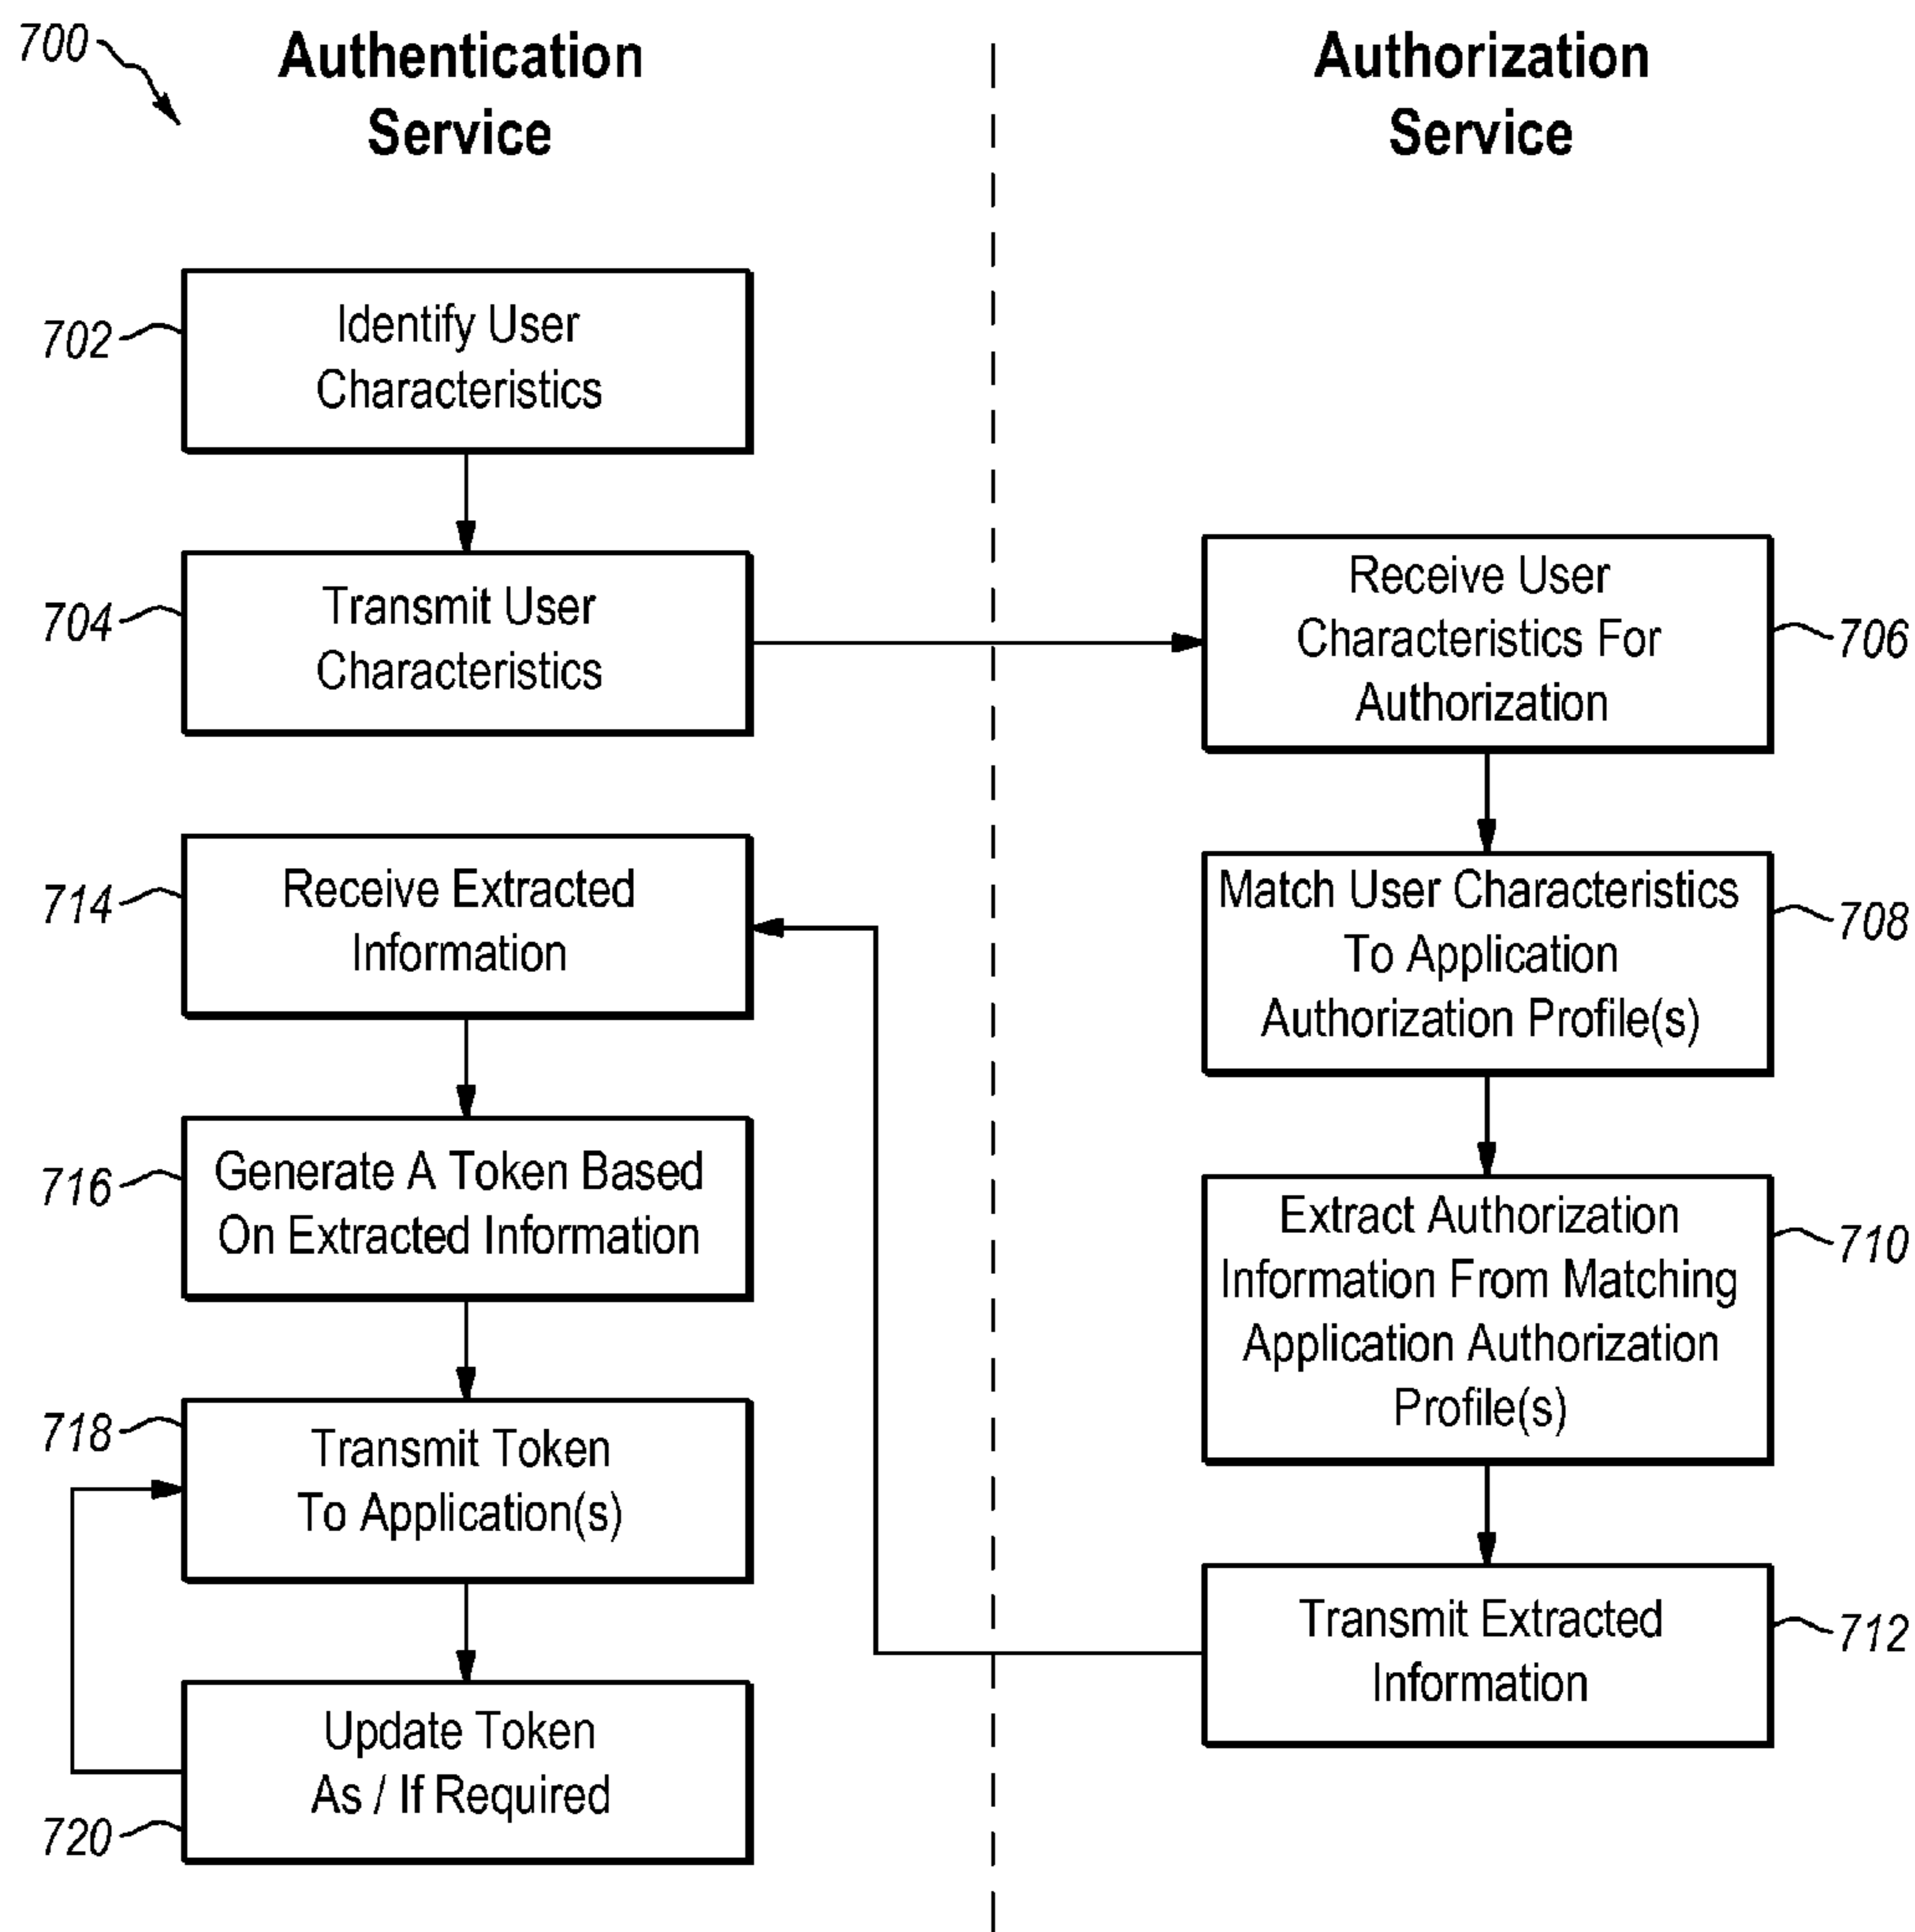 700
Authentication
Service
Authorization
Service
702
Identify User
Characteristics
704
Transmit User
Characteristics
Receive User
Characteristics For
Authorization
706
Match User Characteristics
To Application
Authorization Profile(s)
708
Extract Authorization
Information From Matching
Application Authorization
Profile(s)
710
Transmit Extracted
Information
712
714
Receive Extracted
Information
716
Generate A Token Based
On Extracted Information
718
Transmit Token
To Application(s)
Update Token
As / If Required
720